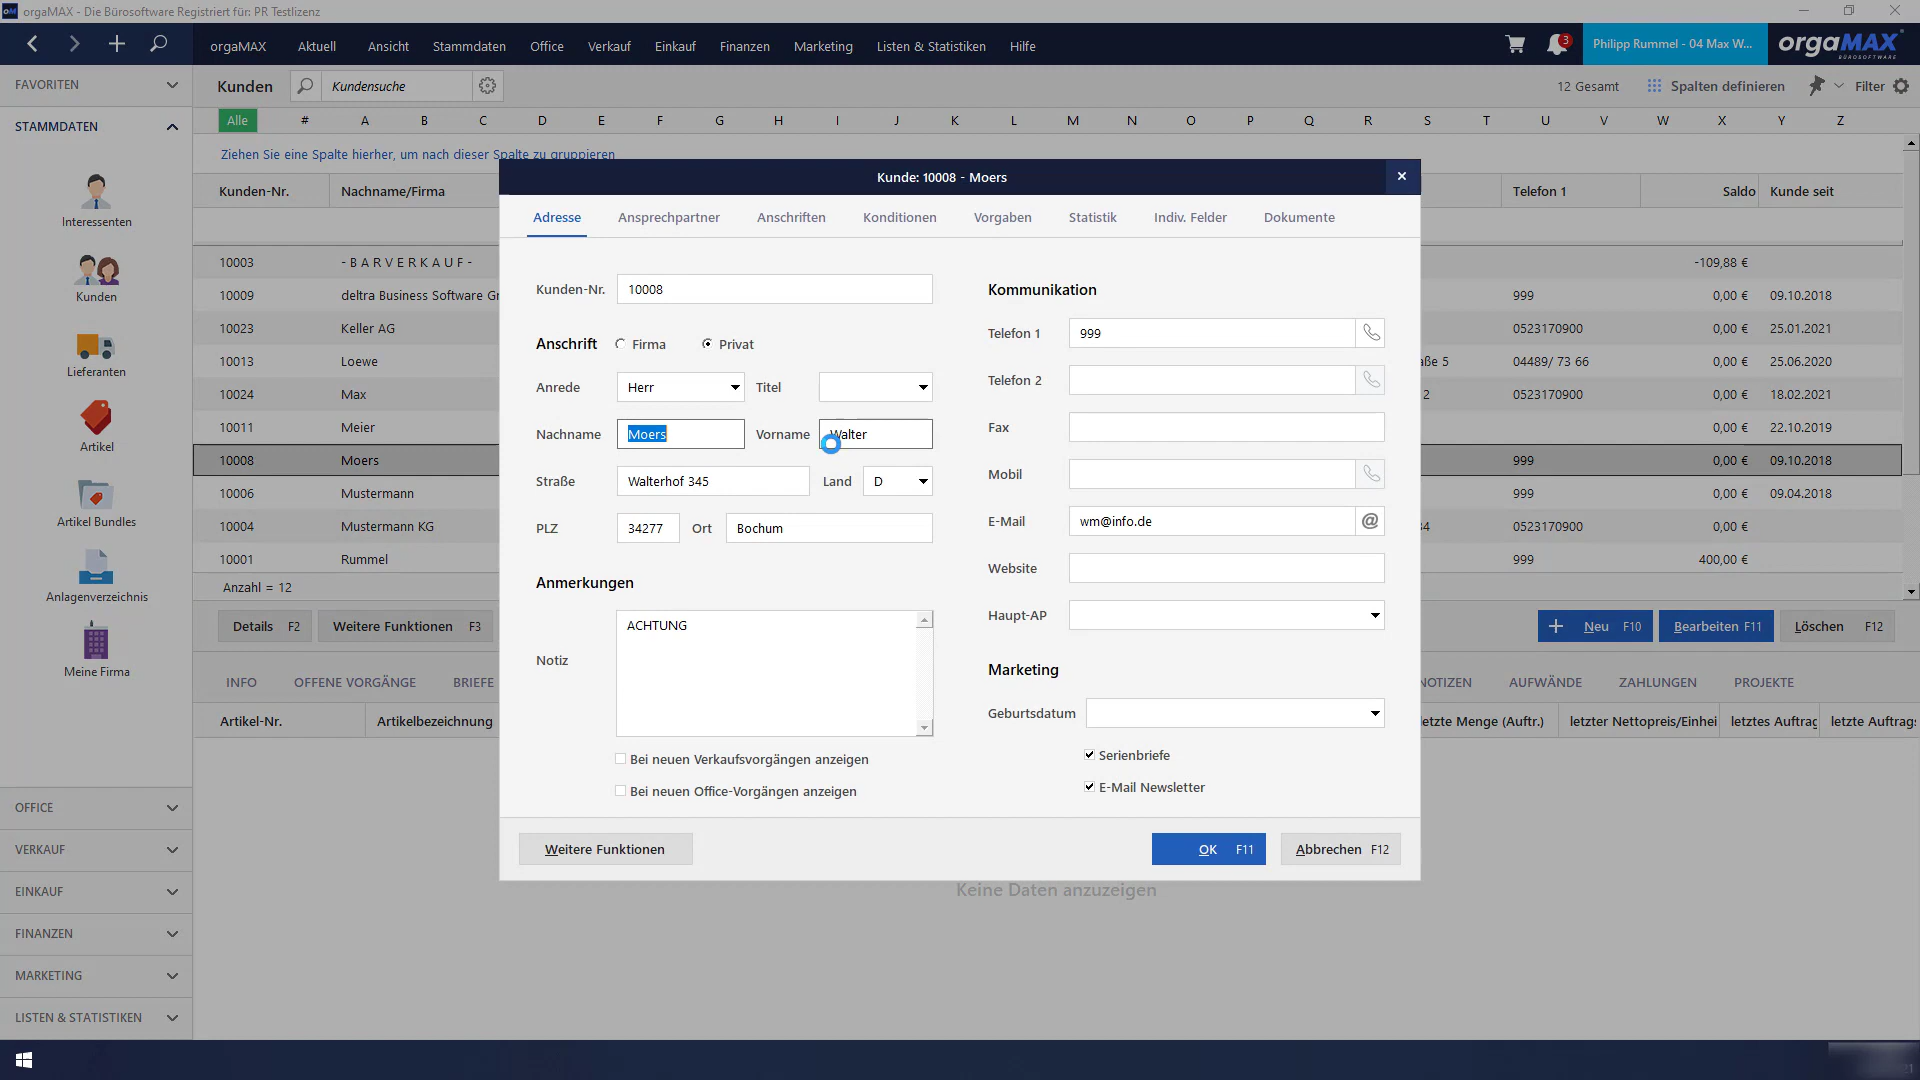 orgaMAX - Die Bürosoftware Registriert für: PR Testlizenz
orgaMAX Aktuell Ansicht Stammdaten Office Verkauf Einkauf Finanzen Marketing Listen & Statistiken Hilfe
3
Philipp Rummel - 04 Max W...
orgaMAX
BÜROSOFTWARE
FAVORITEN
Kunden
Kundensuche
12 Gesamt
Spalten definieren
Filter
STAMMDATEN
Alle # A B C D E F G H I J K L M N O P Q R S T U V W X Y Z
Ziehen Sie eine Spalte hierher, um nach dieser Spalte zu gruppieren
Kunden-Nr. Nachname/Firma Telefon 1 Saldo Kunde seit
10003 - B A R V E R K A U F - -109,88 €
10009 deltra Business Software Gr 999 0,00 € 09.10.2018
10023 Keller AG 0523170900 0,00 € 25.01.2021
10013 Loewe aße 5 04489/ 73 66 0,00 € 25.06.2020
10024 Max 2 0523170900 0,00 € 18.02.2021
10011 Meier 0,00 € 22.10.2019
10008 Moers 999 0,00 € 09.10.2018
10006 Mustermann 999 0,00 € 09.04.2018
10004 Mustermann KG 34 0523170900 0,00 €
10001 Rummel 999 400,00 €
Anzahl = 12
Interessenten
Kunden
Lieferanten
Artikel
Artikel Bundles
Anlagenverzeichnis
Meine Firma
Details F2
Weitere Funktionen F3
Neu F10
Bearbeiten F11
Löschen F12
INFO OFFENE VORGÄNGE BRIEFE NOTIZEN AUFWÄNDE ZAHLUNGEN PROJEKTE
Artikel-Nr. Artikelbezeichnung etzte Menge (Auftr.) letzter Nettopreis/Einhei letztes Auftrag letzte Auftrags
Keine Daten anzuzeigen
OFFICE
VERKAUF
EINKAUF
FINANZEN
MARKETING
LISTEN & STATISTIKEN
Kunde: 10008 - Moers
Adresse Ansprechpartner Anschriften Konditionen Vorgaben Statistik Indiv. Felder Dokumente
Kunden-Nr. 10008
Anschrift Firma Privat
Anrede Herr Titel
Nachname Moers Vorname Walter
Straße Walterhof 345 Land D
PLZ 34277 Ort Bochum
Anmerkungen
Notiz
ACHTUNG
Bei neuen Verkaufsvorgängen anzeigen
Bei neuen Office-Vorgängen anzeigen
Kommunikation
Telefon 1 999
Telefon 2
Fax
Mobil
E-Mail wm@info.de @
Website
Haupt-AP
Marketing
Geburtsdatum
Serienbriefe
E-Mail Newsletter
Weitere Funktionen
OK F11
Abbrechen F12